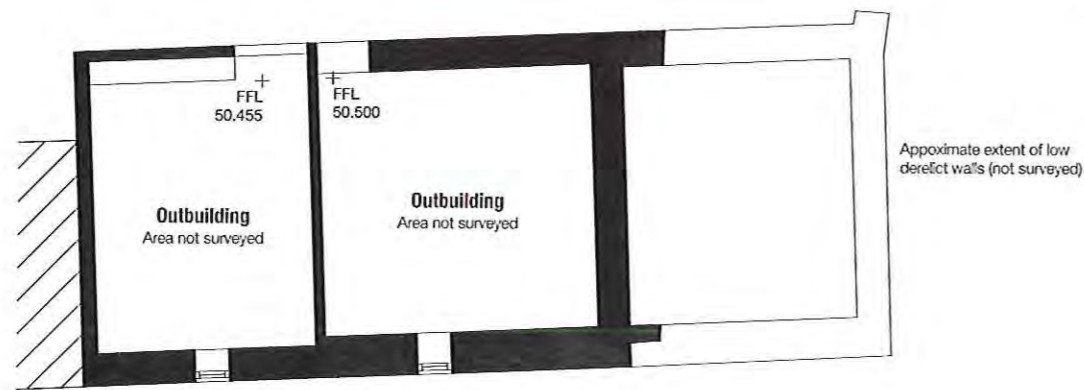 FFL
50.455
FFL
50.500
Outbuilding
Area not surveyed
Outbuilding
Area not surveyed
Appoximate extent of low
derelict walls (not surveyed)